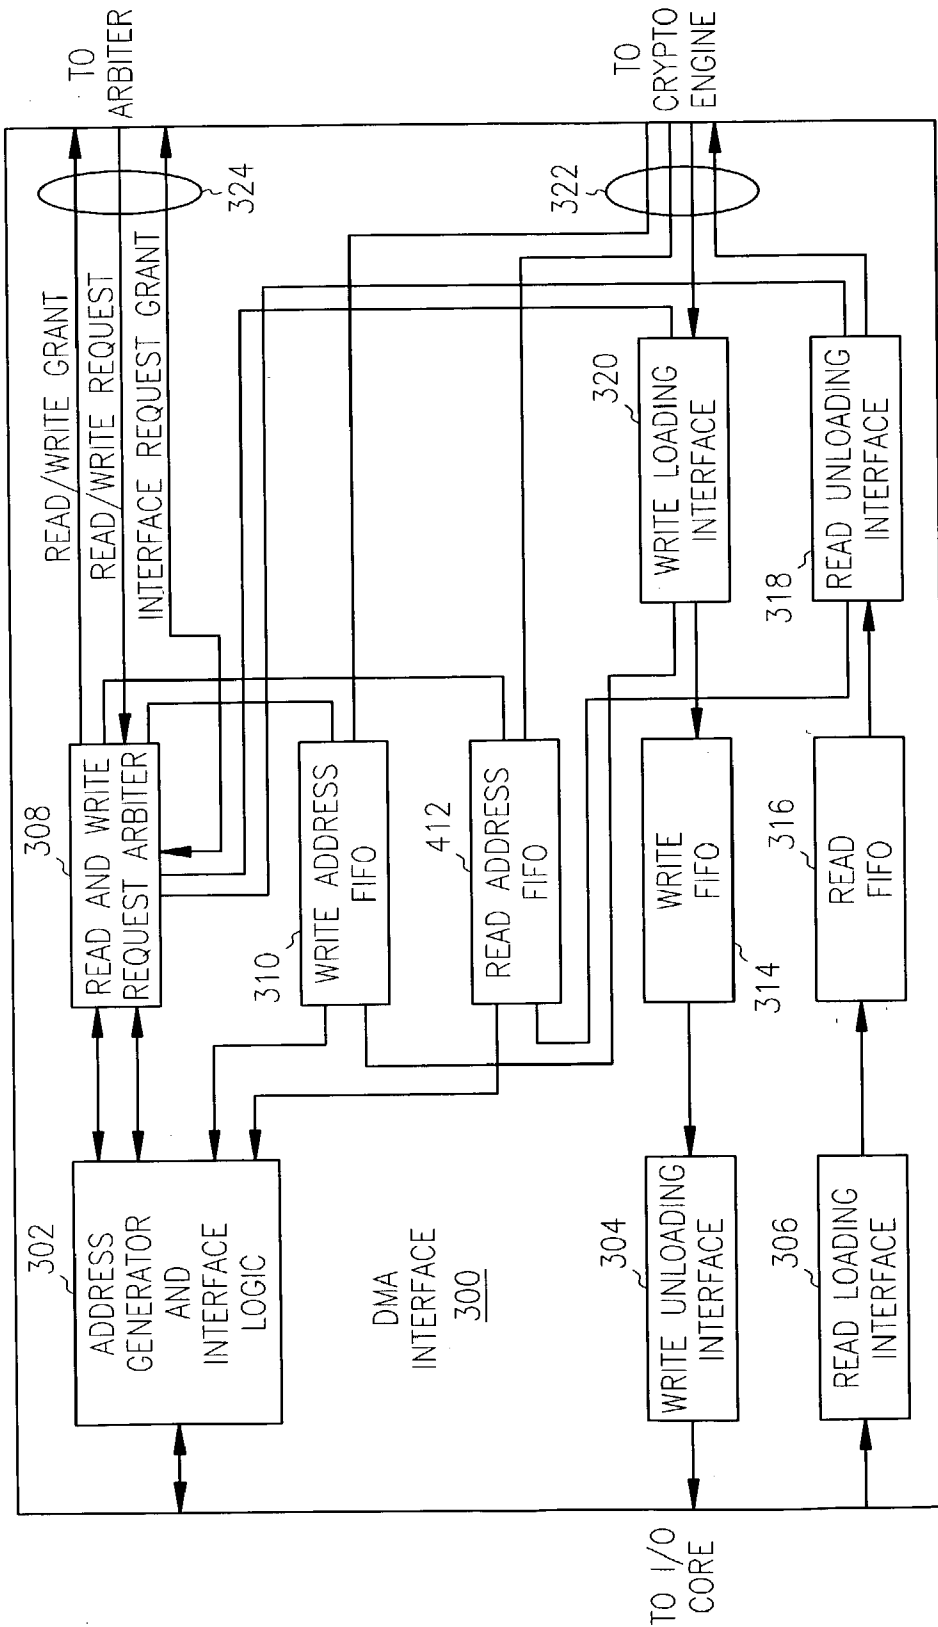 TO
ARBITER
READ/WRITE GRANT
READ/WRITE REQUEST
INTERFACE REQUEST GRANT
324
TO
CRYPTO
ENGINE
322
302
ADDRESS
GENERATOR
AND
INTERFACE
LOGIC
308
READ AND WRITE
REQUEST ARBITER
310
WRITE ADDRESS
FIFO
412
READ ADDRESS
FIFO
DMA
INTERFACE
300
304
WRITE UNLOADING
INTERFACE
314
WRITE
FIFO
320
WRITE LOADING
INTERFACE
306
READ LOADING
INTERFACE
316
READ
FIFO
318
READ UNLOADING
INTERFACE
TO I/O
CORE